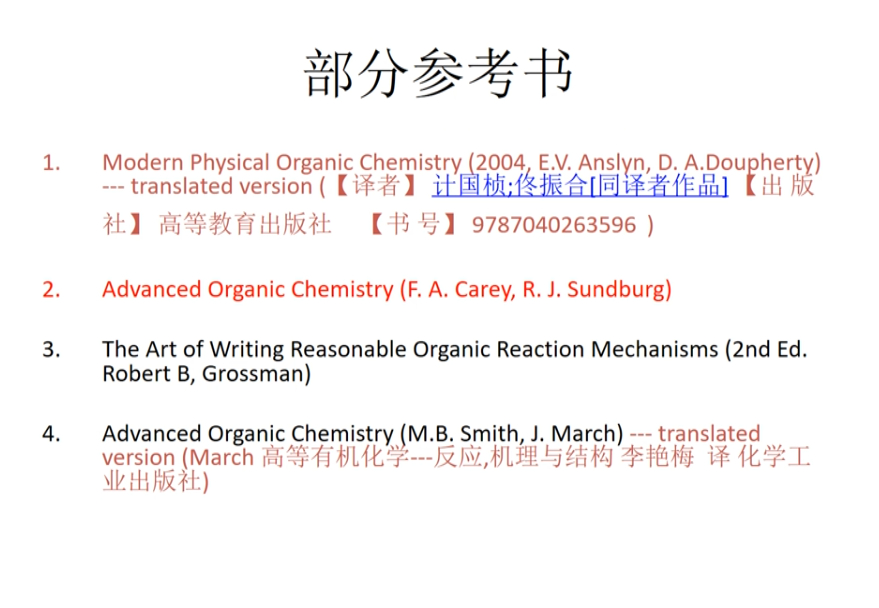 部分参考书
1. Modern Physical Organic Chemistry (2004, E.V. Anslyn, D. A.Doupherty)
--- translated version (【译者】 计国桢;佟振合[同译者作品] 【出 版
社】 高等教育出版社 【书 号】 9787040263596 )
2. Advanced Organic Chemistry (F. A. Carey, R. J. Sundburg)
3. The Art of Writing Reasonable Organic Reaction Mechanisms (2nd Ed.
Robert B, Grossman)
4. Advanced Organic Chemistry (M.B. Smith, J. March) --- translated
version (March 高等有机化学---反应,机理与结构 李艳梅 译 化学工
业出版社)